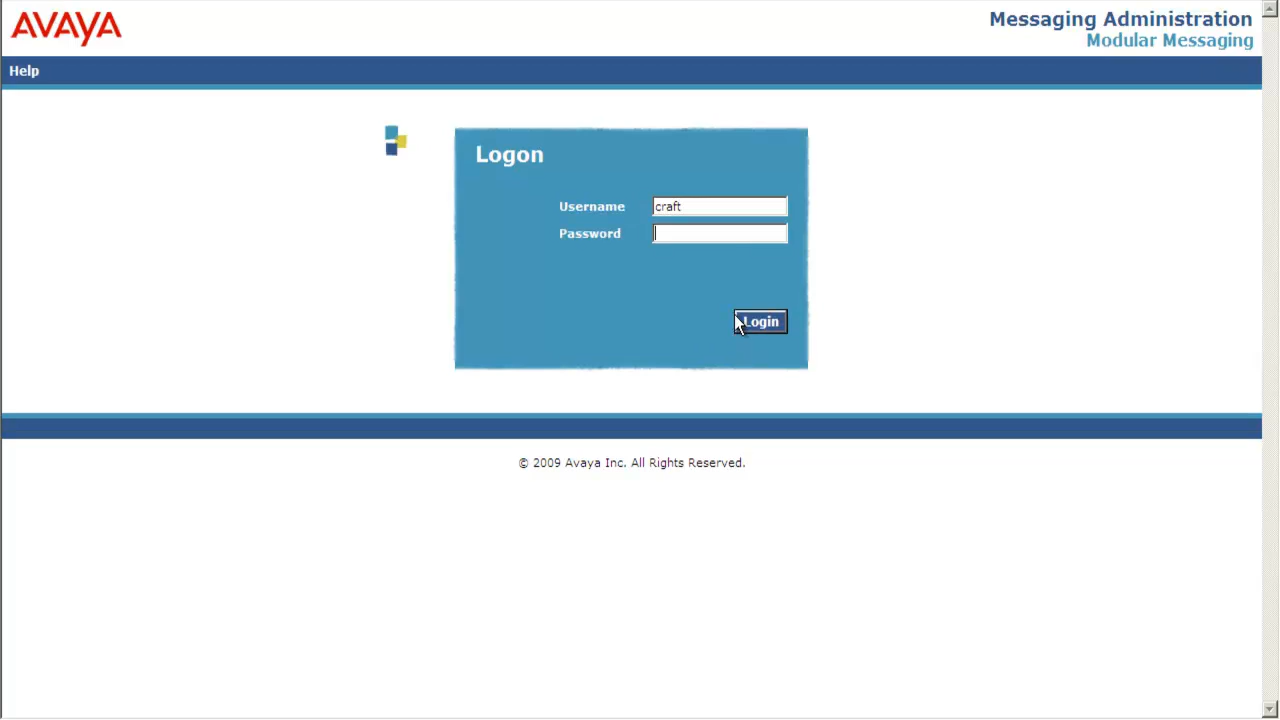 AVAYA
Messaging Administration
Modular Messaging
Help
Logon
Username craft
Password
Login
© 2009 Avaya Inc. All Rights Reserved.